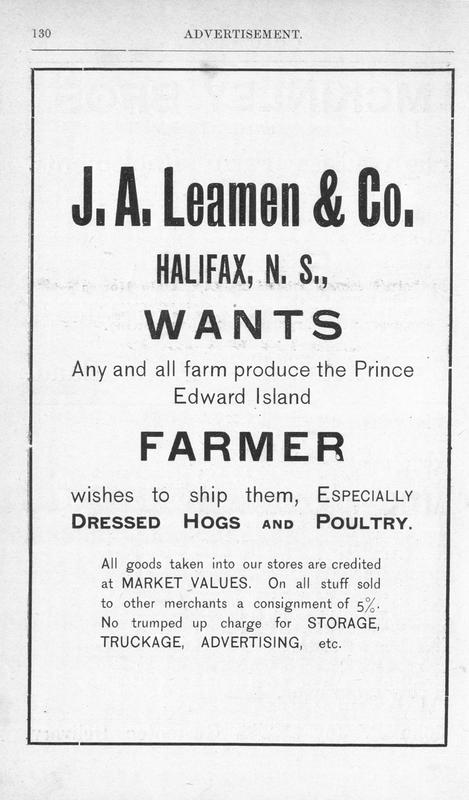 130
ADVERTISEMENT.
J. A. Leamen & Co.
HALIFAX, N. S.,
WANTS
Any and all farm produce the Prince
Edward Island
FARMER
wishes to ship them, ESPECIALLY
DRESSED HOGS AND POULTRY.
All goods taken into our stores are credited
at MARKET VALUES. On all stuff sold
to other merchants a consignment of 5%.
No trumped up charge for STORAGE,
TRUCKAGE, ADVERTISING, etc.